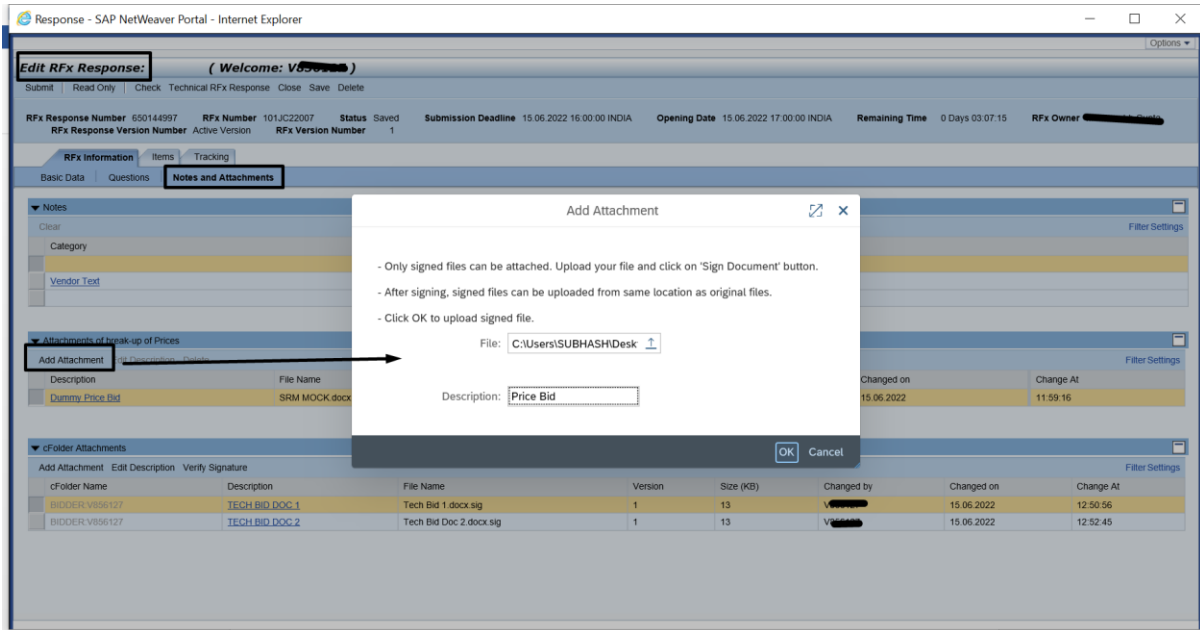 Response - SAP NetWeaver Portal - Internet Explorer
Options
Edit RFx Response: ( Welcome: )
Submit Read Only Check Technical RFx Response Close Save Delete
RFx Response Number 650144997 RFx Number 101JC22007 Status Saved Submission Deadline 15.06.2022 16:00:00 INDIA Opening Date 15.06.2022 17:00:00 INDIA Remaining Time 0 Days 03:07:15 RFx Owner
RFx Response Version Number Active Version RFx Version Number 1
RFx Information Items Tracking
Basic Data Questions Notes and Attachments
Notes
Clear Filter Settings
Category
Vendor Text
Add Attachment
- Only signed files can be attached. Upload your file and click on 'Sign Document' button.
- After signing, signed files can be uploaded from same location as original files.
- Click OK to upload signed file.
File: C:\Users\SUBHASH\Desk
Description: Price Bid
OK Cancel
Attachments of break-up of Prices
Add Attachment Edit Description Delete Filter Settings
Description File Name Changed on Change At
Dummy Price Bid SRM MOCK.docx 15.06.2022 11:59:16
cFolder Attachments
Add Attachment Edit Description Verify Signature Filter Settings
cFolder Name Description File Name Version Size (KB) Changed by Changed on Change At
BIDDER:V856127 TECH BID DOC 1 Tech Bid 1.docx.sig 1 13 15.06.2022 12:50:56
BIDDER:V856127 TECH BID DOC 2 Tech Bid Doc 2.docx.sig 1 13 15.06.2022 12:52:45